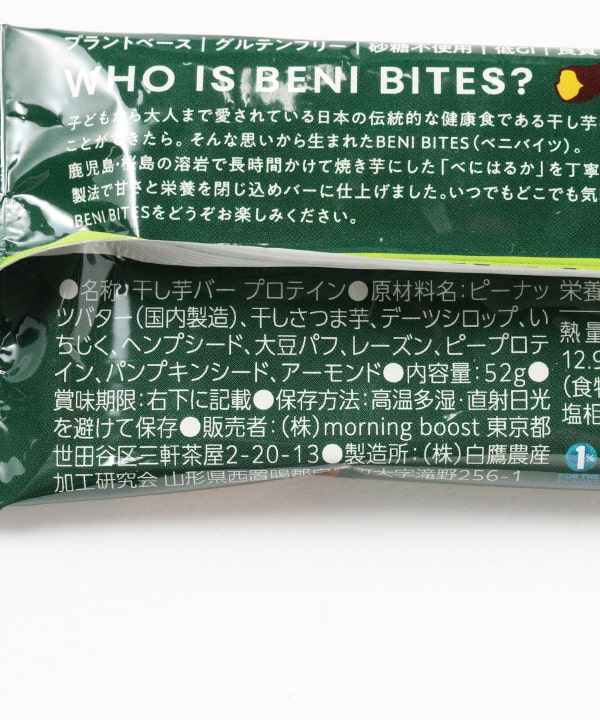 プラントベース | グルテンフリー | 砂糖不使用 | 低GI | 食
WHO IS BENI BITES?
子どもから大人まで愛されている日本の伝統的な健康食である干し芋
ことができたら。そんな思いから生まれたBENI BITES(ベニバイツ)。
鹿児島・桜島の溶岩で長時間かけて焼き芋にした「べにはるか」を丁寧
製法で甘さと栄養を閉じ込めバーに仕上げました。いつでもどこでも気
BENI BITESをどうぞお楽しみください。
●名称:干し芋バー プロテイン●原材料名:ピーナッ
ツバター(国内製造)、干しさつま芋、デーツシロップ、い
ちじく、ヘンプシード、大豆パフ、レーズン、ピープロテ
イン、パンプキンシード、アーモンド●内容量:52g●
賞味期限:右下に記載●保存方法:高温多湿・直射日光
を避けて保存●販売者:(株)morning boost 東京都
世田谷区三軒茶屋2-20-13●製造所:(株)白鷹農産
加工研究会 山形県西置賜郡白鷹町大字滝野256-1
栄養
熱量
12.9
(食物
塩相
1%
FOR THE